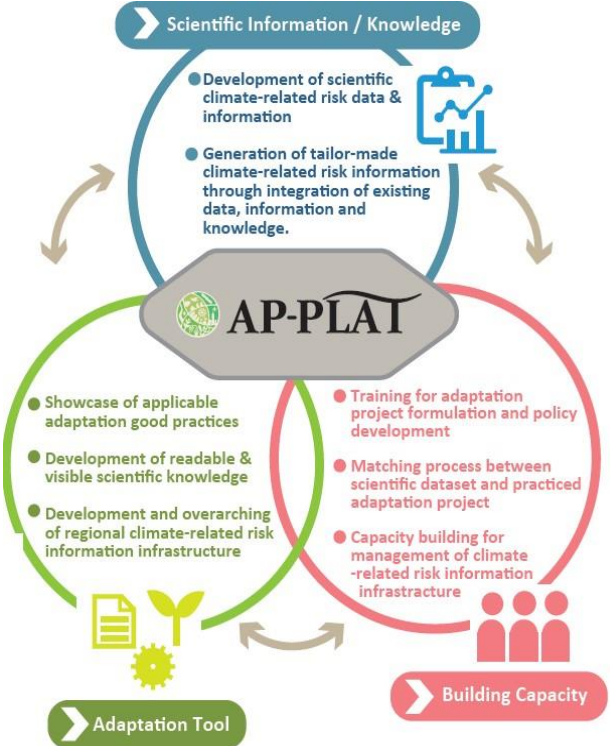 Scientific Information / Knowledge
Development of scientific
climate-related risk data &
information
Generation of tailor-made
climate-related risk information
through integration of existing
data, information and
knowledge.
AP-PLAT
Showcase of applicable
adaptation good practices
Development of readable &
visible scientific knowledge
Development and overarching
of regional climate-related risk
information infrastructure
Training for adaptation
project formulation and policy
development
Matching process between
scientific dataset and practiced
adaptation project
Capacity building for
management of climate
-related risk information
infrastracture
Adaptation Tool
Building Capacity